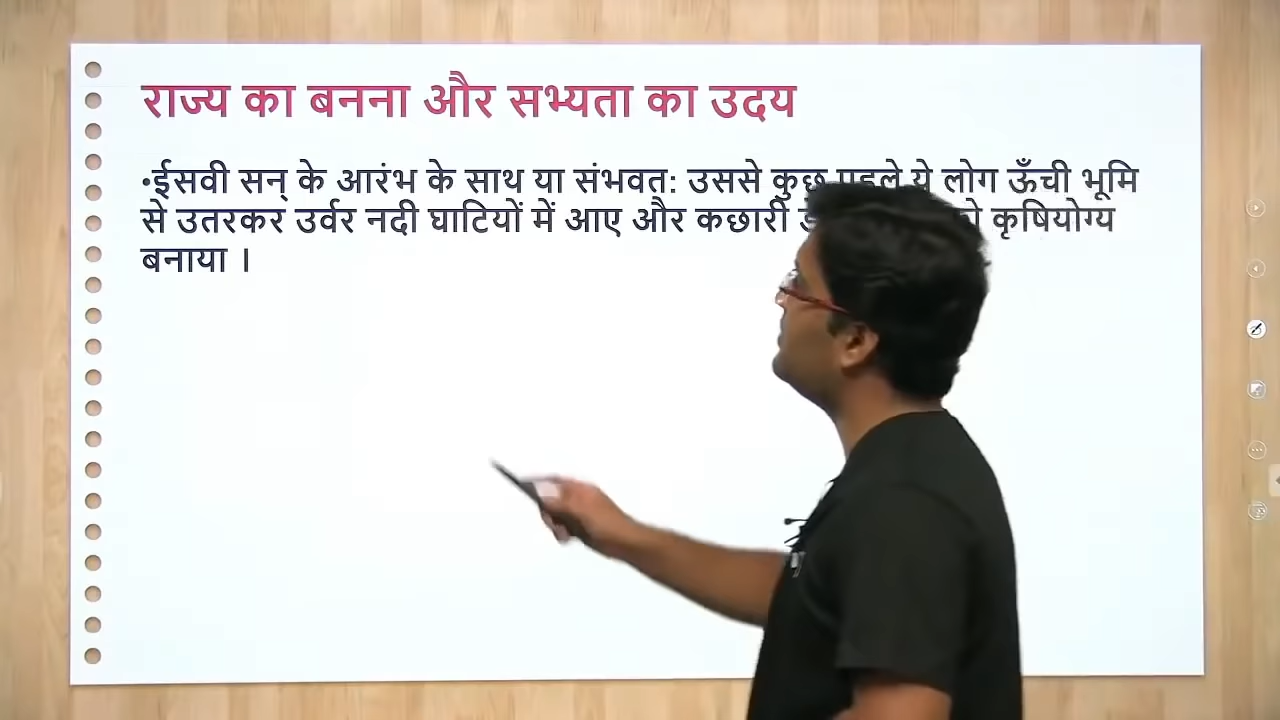 राज्य का बनना और सभ्यता का उदय
•ईसवी सन् के आरंभ के साथ या संभवत: उससे कुछ पहले ये लोग ऊँची भूमि
से उतरकर उर्वर नदी घाटियों में आए और कछारी को कृषियोग्य
बनाया ।